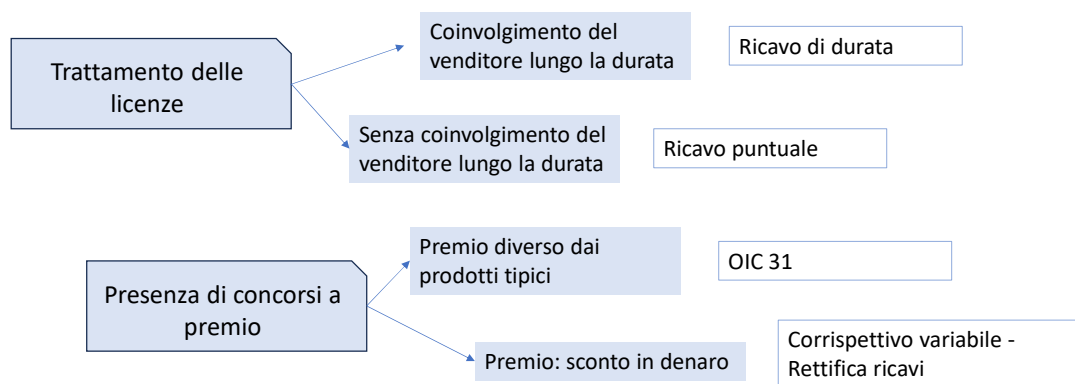 Trattamento delle
licenze
Coinvolgimento del
venditore lungo la durata
Ricavo di durata
Senza coinvolgimento del
venditore lungo la durata
Ricavo puntuale
Presenza di concorsi a
premio
Premio diverso dai
prodotti tipici
OIC 31
Premio: sconto in denaro
Corrispettivo variabile -
Rettifica ricavi